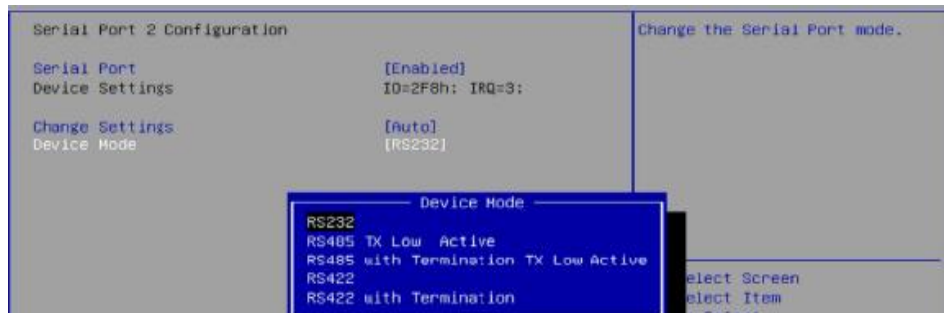 Serial Port 2 Configuration
Change the Serial Port mode.
Serial Port [Enabled]
Device Settings IO=2F8h; IRQ=3;
Change Settings [Auto]
Device Mode [RS232]
Device Mode
RS232
RS485 TX Low Active
RS485 with Termination TX Low Active
RS422
RS422 with Termination
elect Screen
elect Item